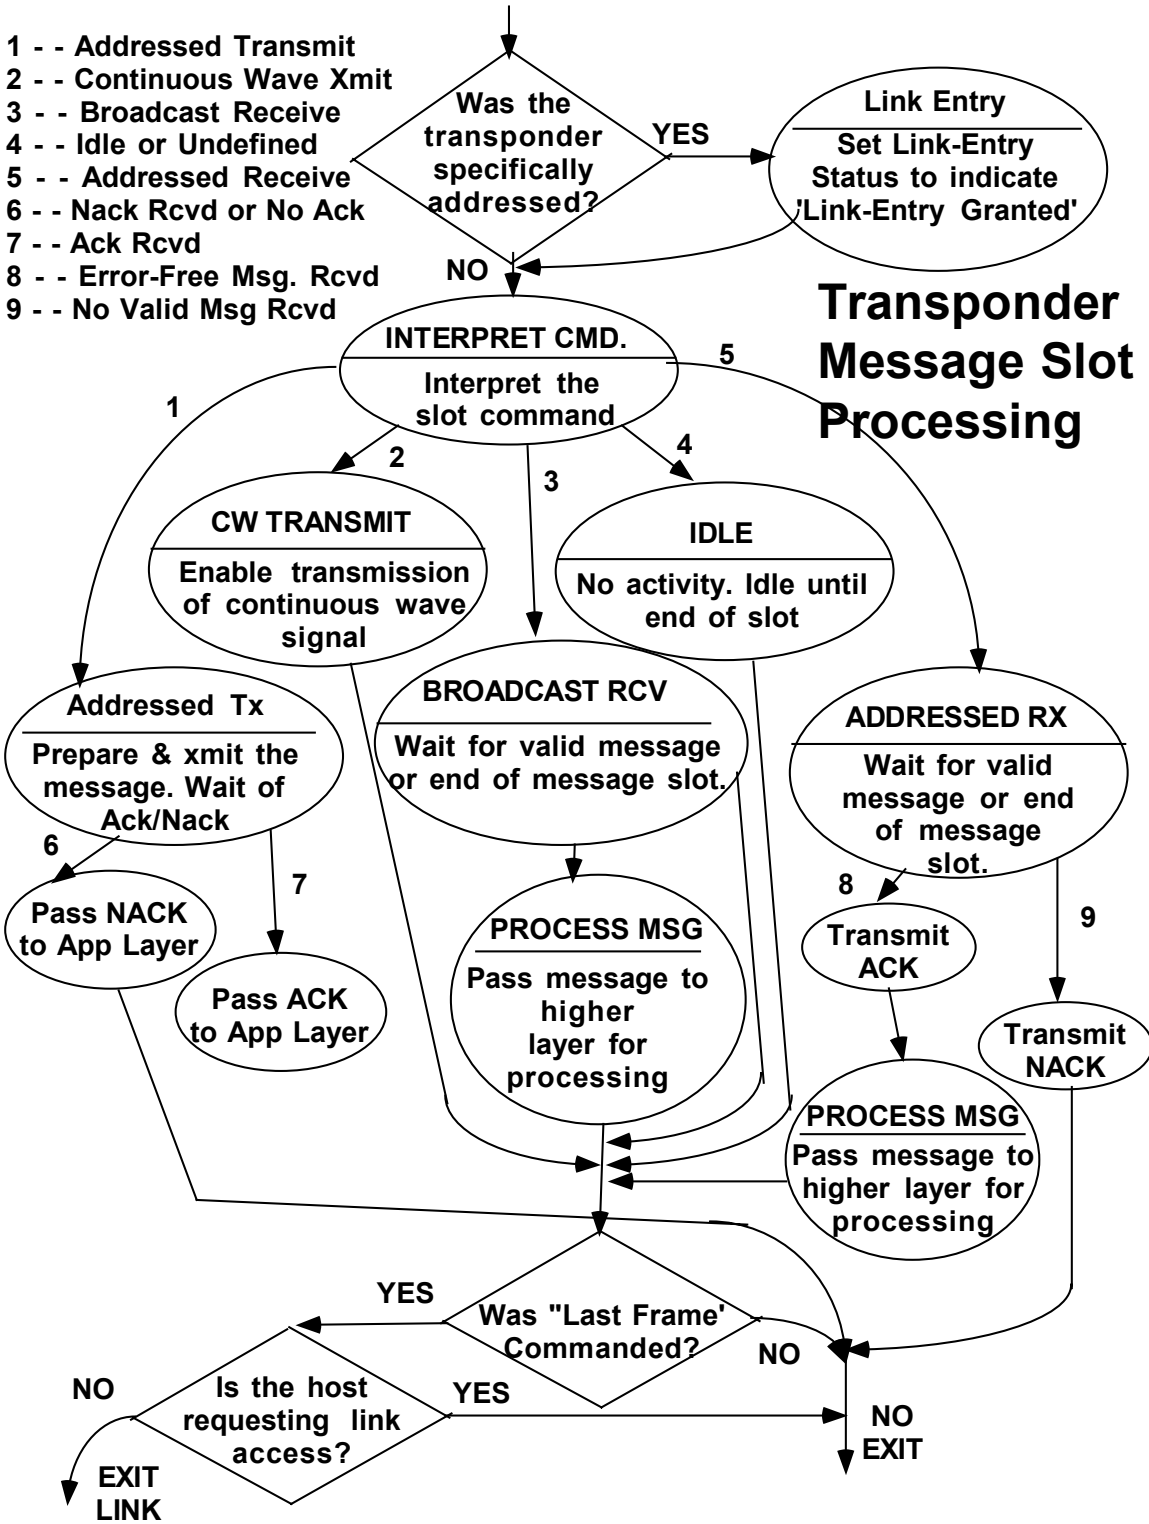 1 - - Addressed Transmit
2 - - Continuous Wave Xmit
3 - - Broadcast Receive
4 - - Idle or Undefined
5 - - Addressed Receive
6 - - Nack Rcvd or No Ack
7 - - Ack Rcvd
8 - - Error-Free Msg. Rcvd
9 - - No Valid Msg Rcvd
Was the
transponder
specifically
addressed?
YES
NO
Link Entry
Set Link-Entry
Status to indicate
'Link-Entry Granted'
Transponder
Message Slot
Processing
INTERPRET CMD.
Interpret the
slot command
1
2
3
4
5
CW TRANSMIT
Enable transmission
of continuous wave
signal
IDLE
No activity. Idle until
end of slot
Addressed Tx
Prepare & xmit the
message. Wait of
Ack/Nack
BROADCAST RCV
Wait for valid message
or end of message slot.
ADDRESSED RX
Wait for valid
message or end
of message
slot.
6
7
8
9
Pass NACK
to App Layer
Pass ACK
to App Layer
PROCESS MSG
Pass message to
higher
layer for
processing
Transmit
ACK
Transmit
NACK
PROCESS MSG
Pass message to
higher layer for
processing
Was "Last Frame'
Commanded?
YES
NO
Is the host
requesting link
access?
NO
YES
EXIT
LINK
NO
EXIT